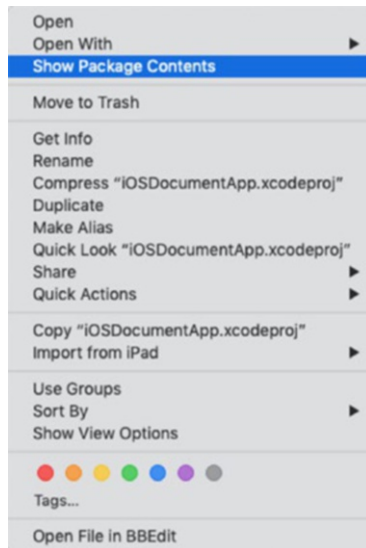 Open
Open With
Show Package Contents
Move to Trash
Get Info
Rename
Compress “iOSDocumentApp.xcodeproj”
Duplicate
Make Alias
Quick Look “iOSDocumentApp.xcodeproj”
Share
Quick Actions
Copy “iOSDocumentApp.xcodeproj”
Import from iPad
Use Groups
Sort By
Show View Options
Tags...
Open File in BBEdit